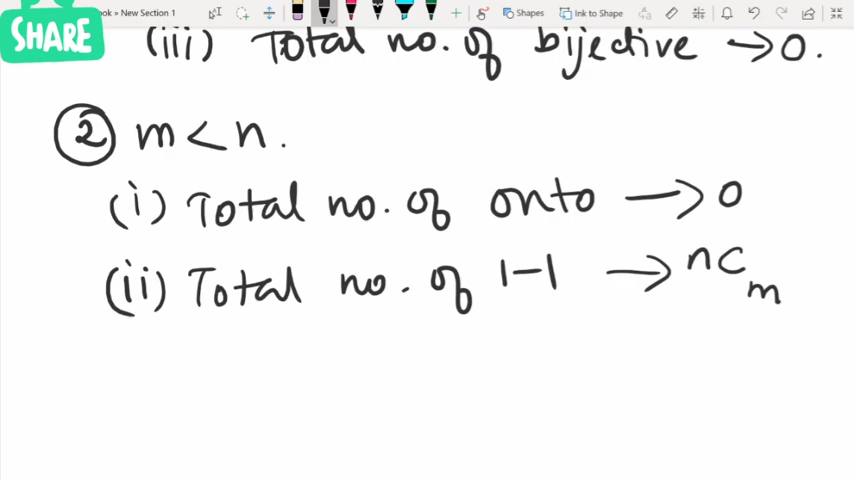 ook » New Section 1
Shapes
Ink to Shape
SHARE
(iii) Total no. of bijective → 0.
② m < n.
(i) Total no. of onto → 0
(ii) Total no. of 1-1 → nCm